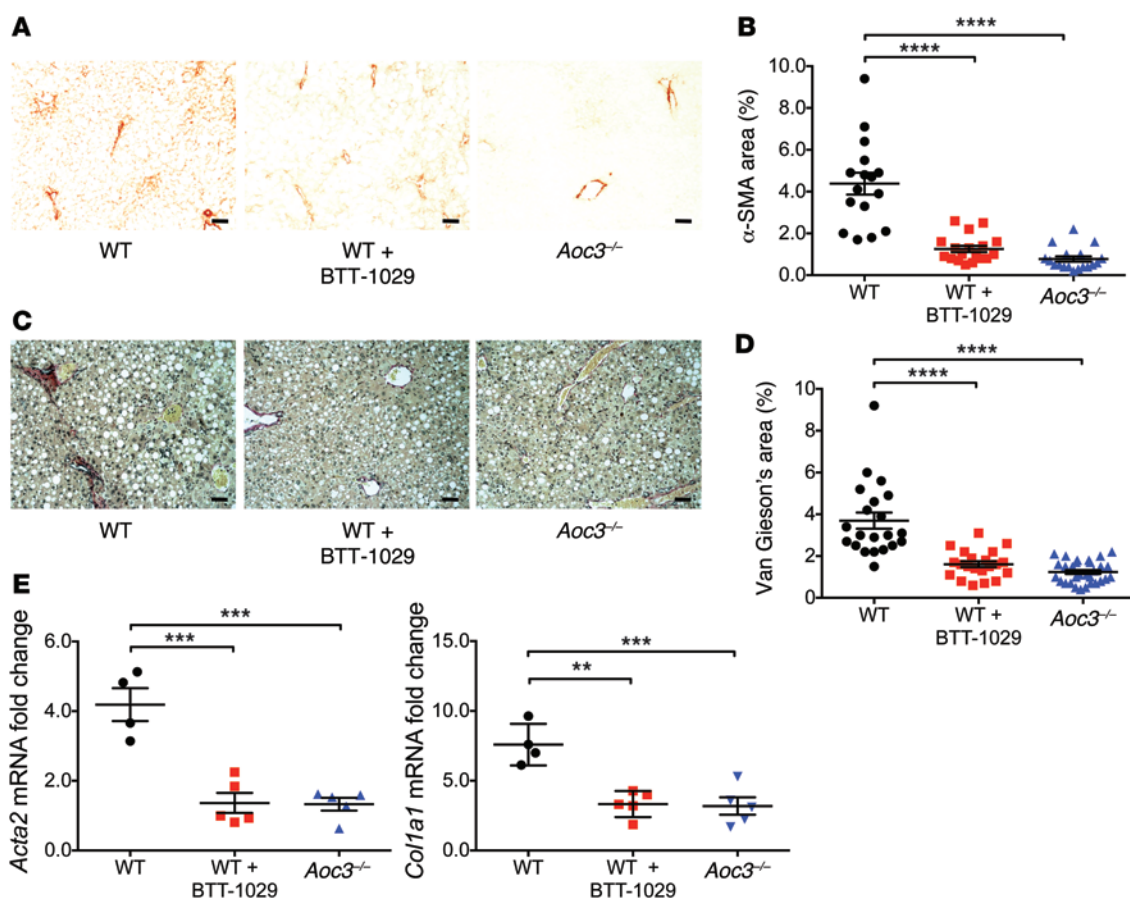 A
WT
WT +
BTT-1029
Aoc3–/–
B
****
****
α-SMA area (%)
10.0
8.0
6.0
4.0
2.0
0.0
WT
WT +
BTT-1029
Aoc3–/–
C
WT
WT +
BTT-1029
Aoc3–/–
D
****
****
Van Gieson's area (%)
8
6
4
2
0
WT
WT +
BTT-1029
Aoc3–/–
E
***
***
Acta2 mRNA fold change
6.0
4.0
2.0
0.0
WT
WT +
BTT-1029
Aoc3–/–
***
**
Col1a1 mRNA fold change
15.0
10.0
5.0
0.0
WT
WT +
BTT-1029
Aoc3–/–